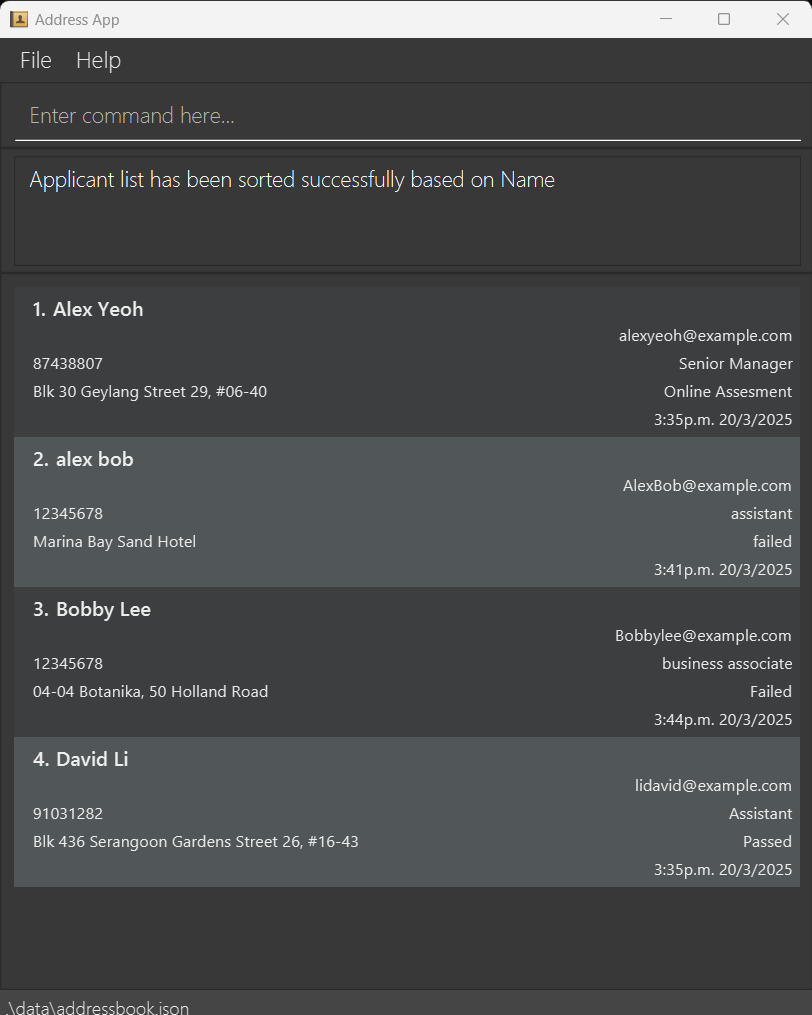 Address App
File Help
Enter command here...
Applicant list has been sorted successfully based on Name
1. Alex Yeoh
alexyeoh@example.com
87438807 Senior Manager
Blk 30 Geylang Street 29, #06-40 Online Assesment
3:35p.m. 20/3/2025
2. alex bob
AlexBob@example.com
12345678 assistant
Marina Bay Sand Hotel failed
3:41p.m. 20/3/2025
3. Bobby Lee
Bobbylee@example.com
12345678 business associate
04-04 Botanika, 50 Holland Road Failed
3:44p.m. 20/3/2025
4. David Li
lidavid@example.com
91031282 Assistant
Blk 436 Serangoon Gardens Street 26, #16-43 Passed
3:35p.m. 20/3/2025
.\data\addressbook.json